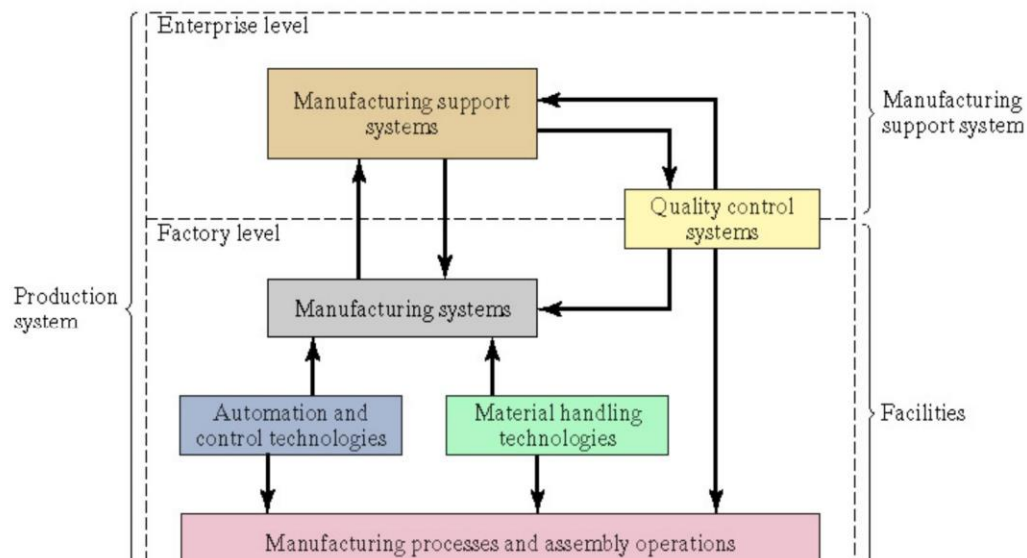 Enterprise level
Manufacturing support
systems
Manufacturing
support system
Quality control
systems
Factory level
Production
system
Manufacturing systems
Automation and
control technologies
Material handling
technologies
Facilities
Manufacturing processes and assembly operations